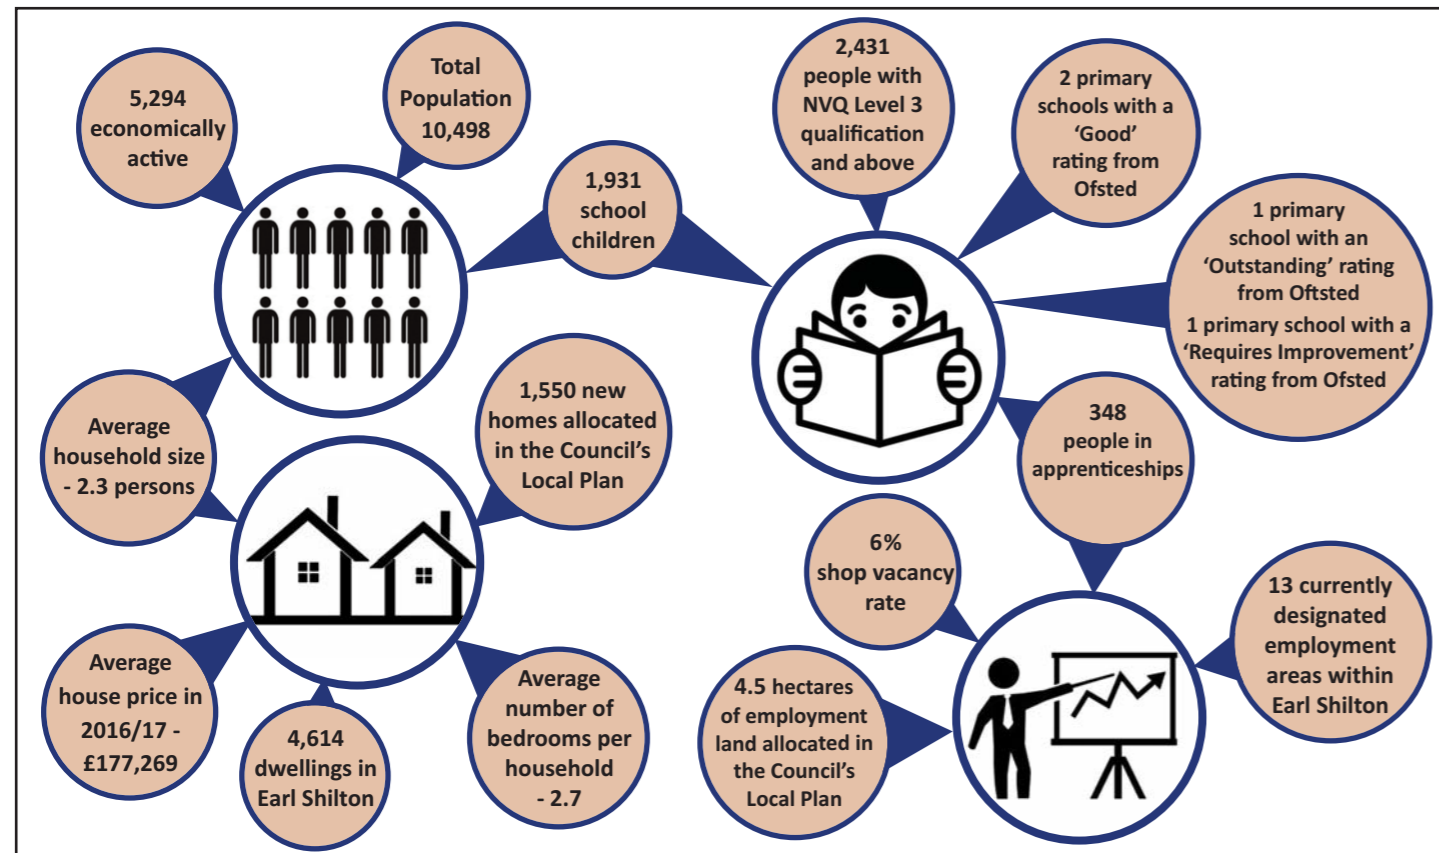 5,294
economically
active
Total
Population
10,498
1,931
school
children
2,431
people with
NVQ Level 3
qualification
and above
2 primary
schools with a
‘Good’
rating from
Ofsted
1 primary
school with an
‘Outstanding’ rating
from Oftsted
1 primary school with a
‘Requires Improvement’
rating from Ofsted
Average
household size
- 2.3 persons
1,550 new
homes allocated
in the Council’s
Local Plan
348
people in
apprenticeships
6%
shop vacancy
rate
13 currently
designated
employment
areas within
Earl Shilton
Average
house price in
2016/17 -
£177,269
4,614
dwellings in
Earl Shilton
Average
number of
bedrooms per
household
- 2.7
4.5 hectares
of employment
land allocated in
the Council’s
Local Plan